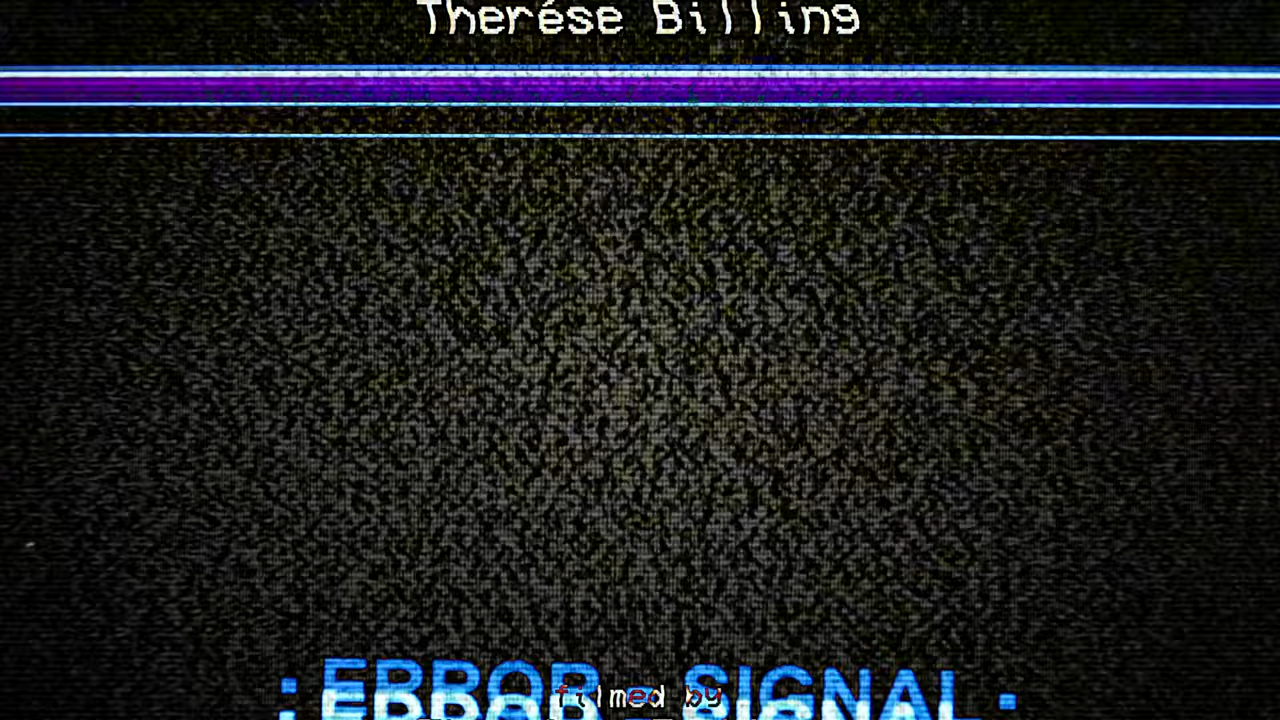 Therése Billing
: ERROR SIGNAL .
filmed by